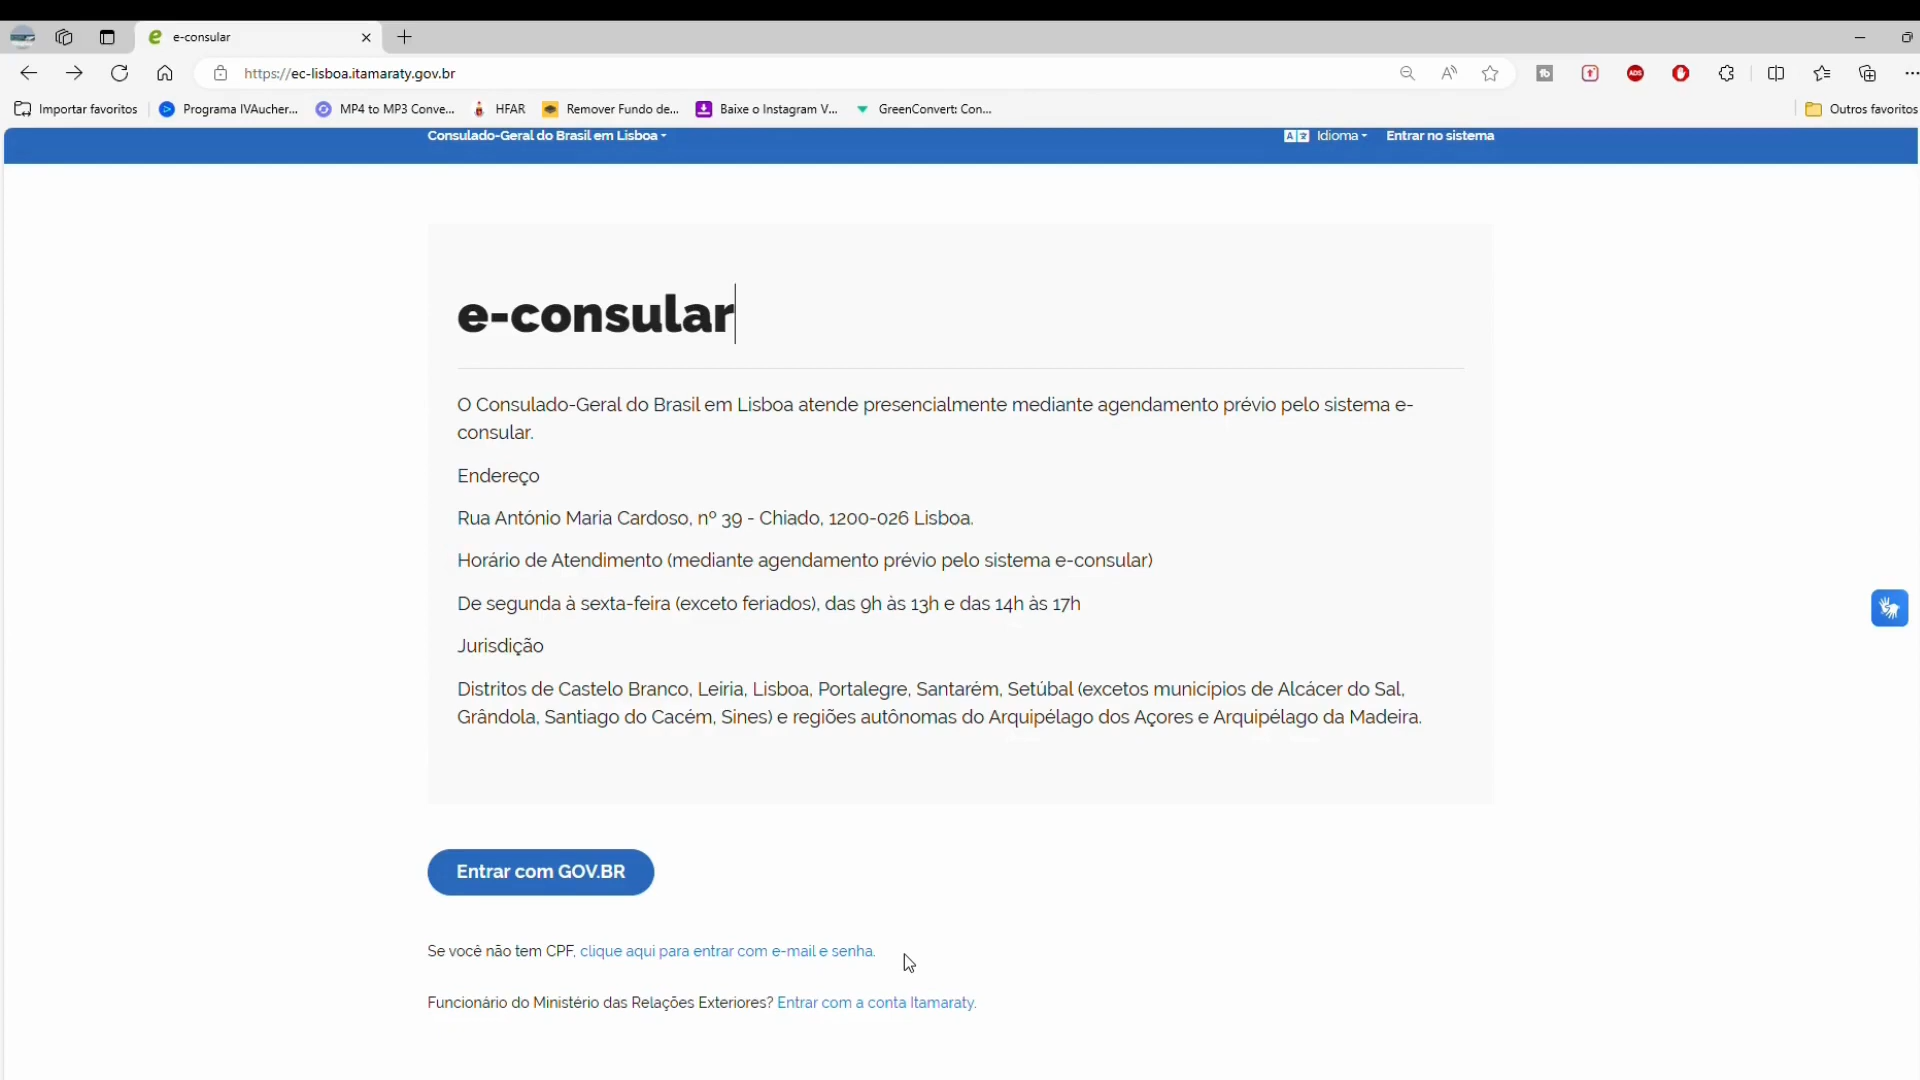 e-consular
https://ec-lisboa.itamaraty.gov.br
Importar favoritos
Programa IVAucher...
MP4 to MP3 Conve...
HFAR
Remover Fundo de...
Baixe o Instagram V...
GreenConvert: Con...
Outros favoritos
Consulado-Geral do Brasil em Lisboa
Idioma
Entrar no sistema
e-consular
O Consulado-Geral do Brasil em Lisboa atende presencialmente mediante agendamento prévio pelo sistema e-
consular.
Endereço
Rua António Maria Cardoso, nº 39 - Chiado, 1200-026 Lisboa.
Horário de Atendimento (mediante agendamento prévio pelo sistema e-consular)
De segunda à sexta-feira (exceto feriados), das 9h às 13h e das 14h às 17h
Jurisdição
Distritos de Castelo Branco, Leiria, Lisboa, Portalegre, Santarém, Setúbal (excetos municípios de Alcácer do Sal,
Grândola, Santiago do Cacém, Sines) e regiões autônomas do Arquipélago dos Açores e Arquipélago da Madeira.
Entrar com GOV.BR
Se você não tem CPF, clique aqui para entrar com e-mail e senha.
Funcionário do Ministério das Relações Exteriores? Entrar com a conta Itamaraty.